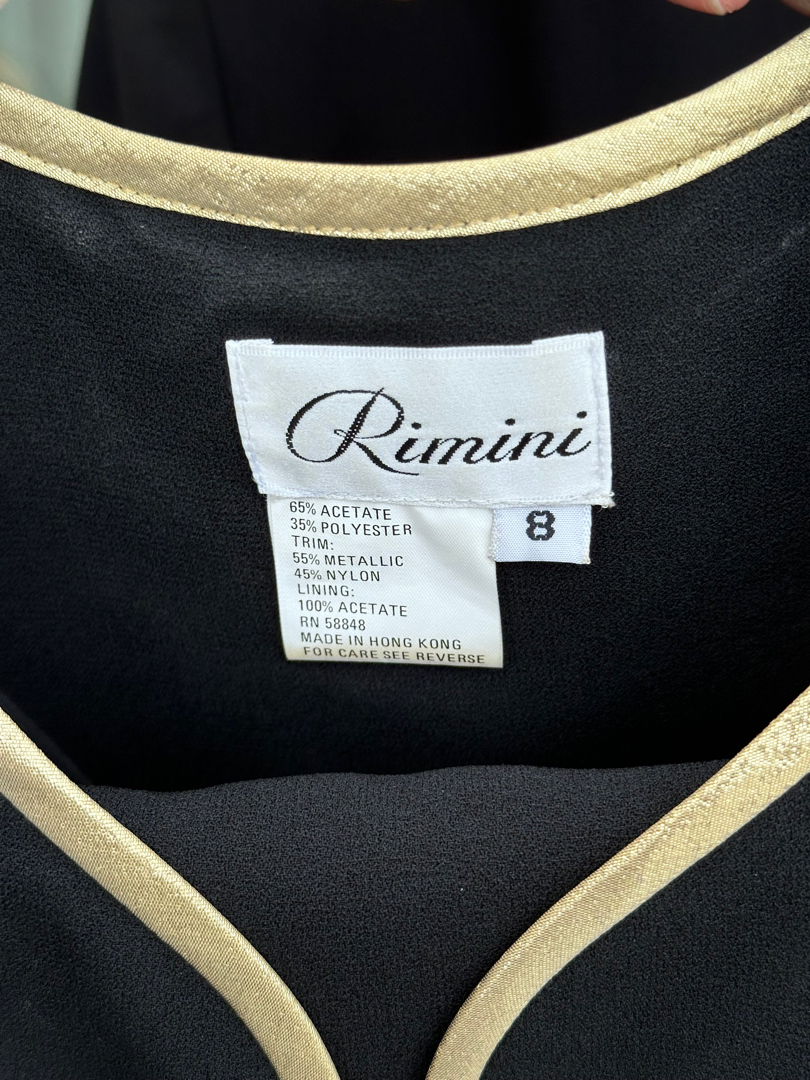 Rimini
8
65% ACETATE
35% POLYESTER
TRIM:
55% METALLIC
45% NYLON
LINING:
100% ACETATE
RN 58848
MADE IN HONG KONG
FOR CARE SEE REVERSE